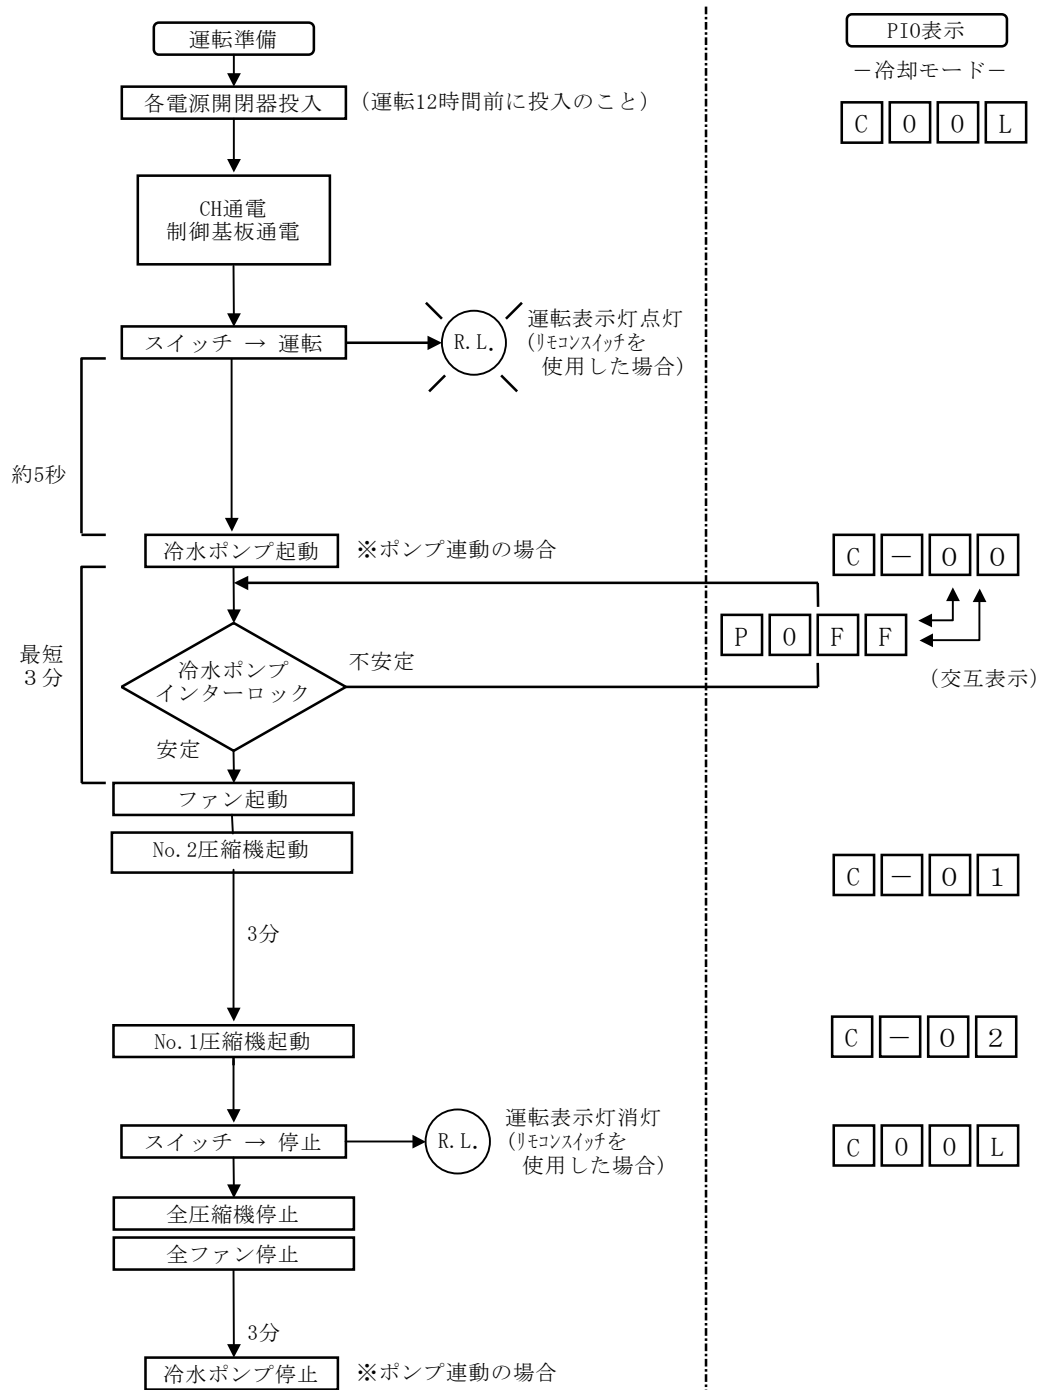 運転準備
PIO表示
−冷却モード−
各電源開閉器投入
(運転12時間前に投入のこと)
C O O L
CH通電
制御基板通電
スイッチ → 運転
R.L.
運転表示灯点灯
(リモコンスイッチを
使用した場合)
約5秒
冷水ポンプ起動
※ポンプ連動の場合
C − 0 0
P O F F
(交互表示)
最短
3分
冷水ポンプ
インターロック
不安定
安定
ファン起動
No.2圧縮機起動
C − 0 1
3分
No.1圧縮機起動
C − 0 2
スイッチ → 停止
R.L.
運転表示灯消灯
(リモコンスイッチを
使用した場合)
C O O L
全圧縮機停止
全ファン停止
3分
冷水ポンプ停止
※ポンプ連動の場合